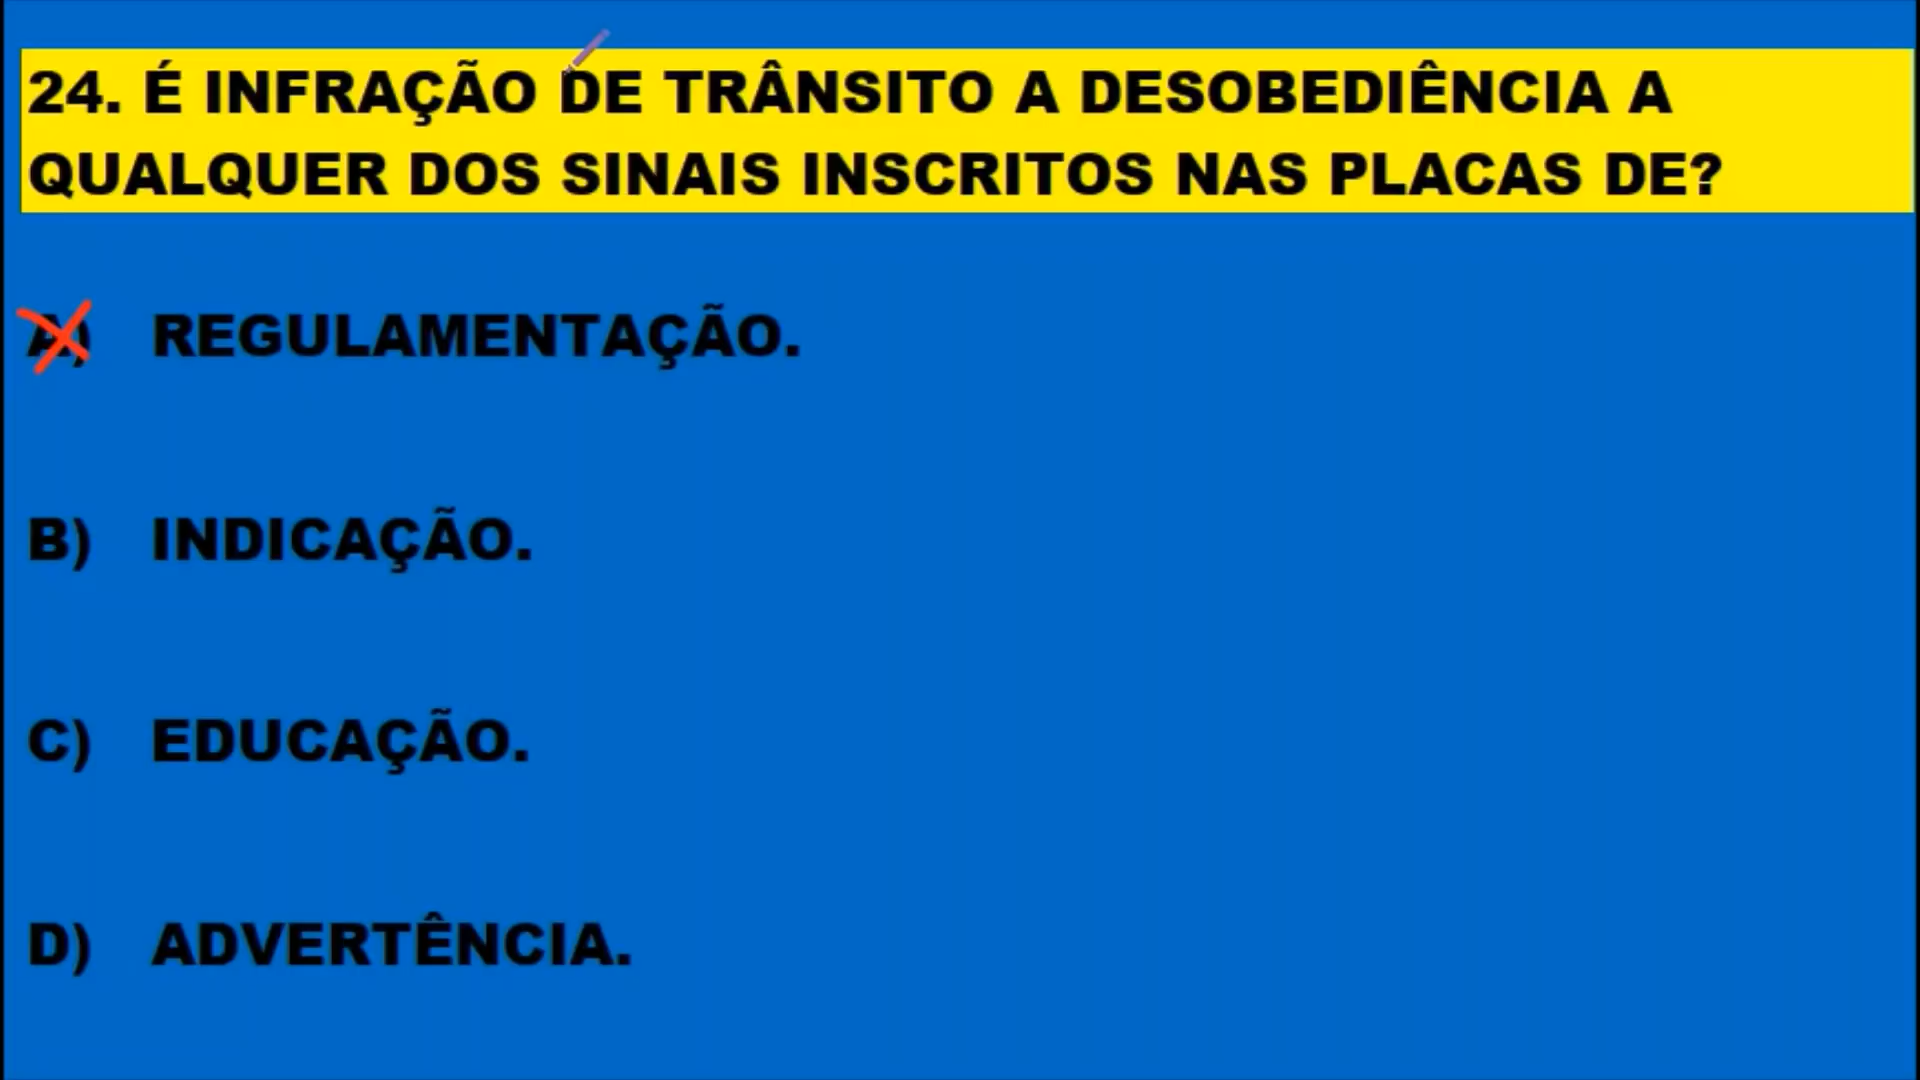 24. É INFRAÇÃO DE TRÂNSITO A DESOBEDIÊNCIA A
QUALQUER DOS SINAIS INSCRITOS NAS PLACAS DE?
A) REGULAMENTAÇÃO.
B) INDICAÇÃO.
C) EDUCAÇÃO.
D) ADVERTÊNCIA.